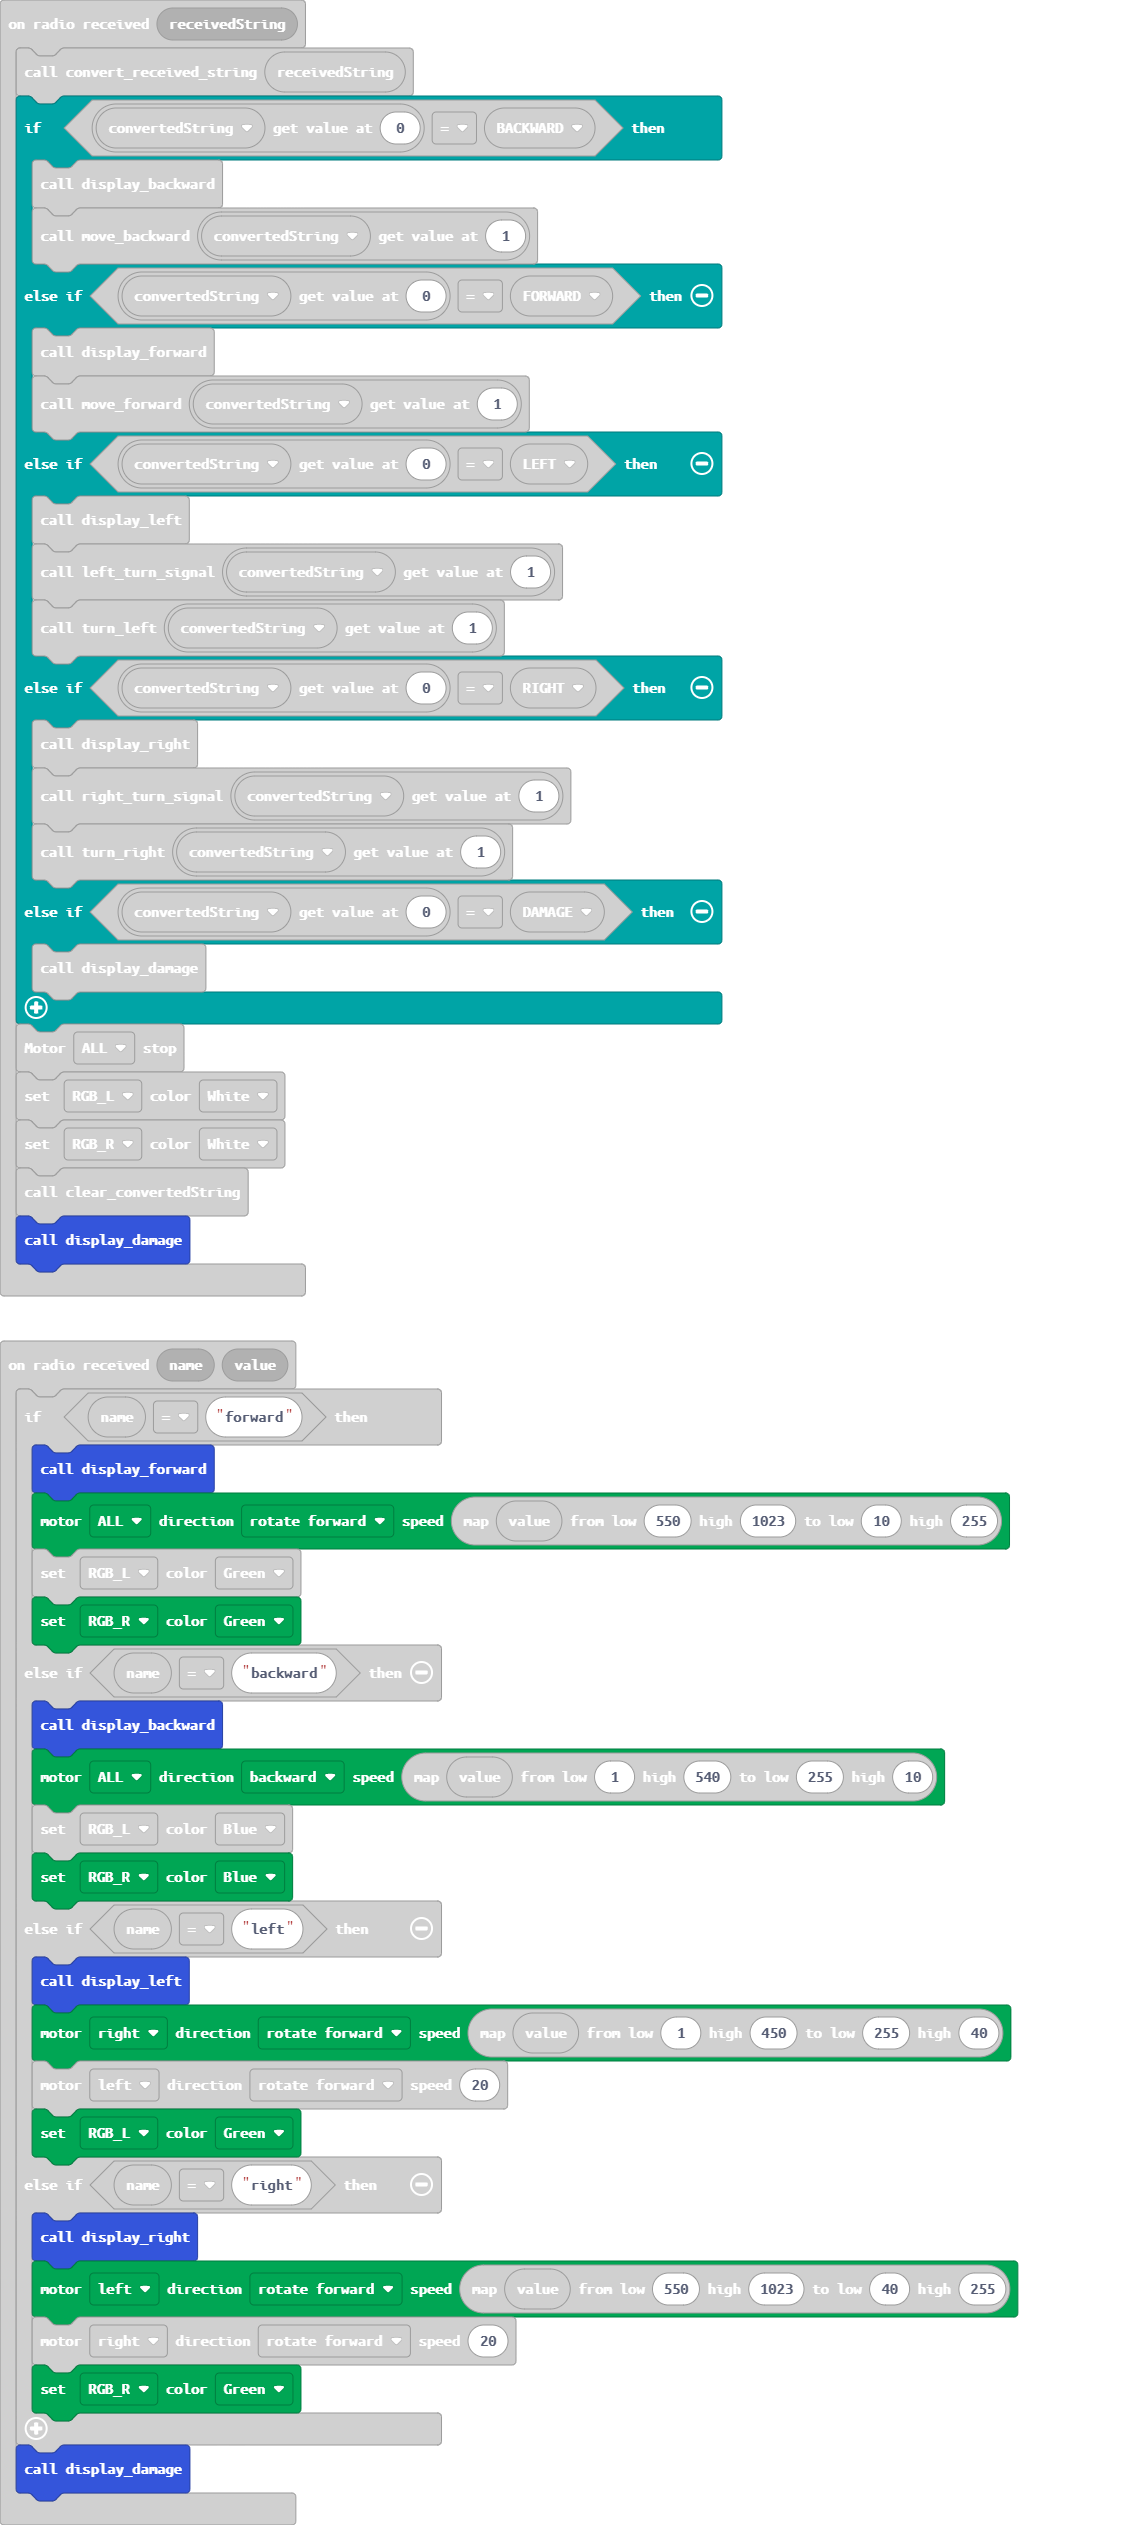 on radio received receivedString
call convert_received_string receivedString
if convertedString get value at 0 = BACKWARD then
call display_backward
call move_backward convertedString get value at 1
else if convertedString get value at 0 = FORWARD then
call display_forward
call move_forward convertedString get value at 1
else if convertedString get value at 0 = LEFT then
call display_left
call left_turn_signal convertedString get value at 1
call turn_left convertedString get value at 1
else if convertedString get value at 0 = RIGHT then
call display_right
call right_turn_signal convertedString get value at 1
call turn_right convertedString get value at 1
else if convertedString get value at 0 = DAMAGE then
call display_damage
Motor ALL stop
set RGB_L color White
set RGB_R color White
call clear_convertedString
call display_damage
on radio received name value
if name = "forward" then
call display_forward
motor ALL direction rotate forward speed map value from low 550 high 1023 to low 10 high 255
set RGB_L color Green
set RGB_R color Green
else if name = "backward" then
call display_backward
motor ALL direction backward speed map value from low 1 high 540 to low 255 high 10
set RGB_L color Blue
set RGB_R color Blue
else if name = "left" then
call display_left
motor right direction rotate forward speed map value from low 1 high 450 to low 255 high 40
motor left direction rotate forward speed 20
set RGB_L color Green
else if name = "right" then
call display_right
motor left direction rotate forward speed map value from low 550 high 1023 to low 40 high 255
motor right direction rotate forward speed 20
set RGB_R color Green
call display_damage